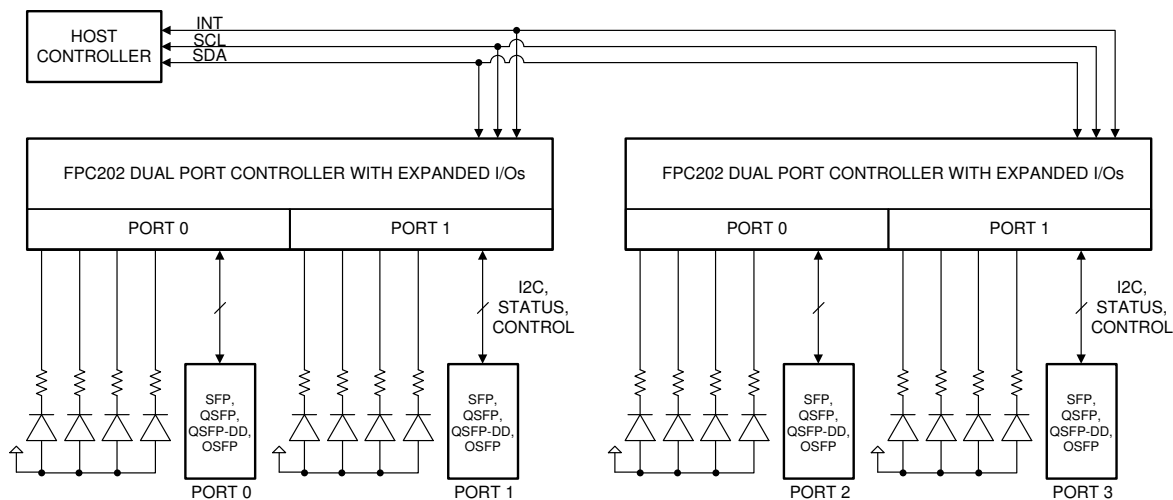 HOST
CONTROLLER
INT
SCL
SDA
FPC202 DUAL PORT CONTROLLER WITH EXPANDED I/Os
PORT 0
PORT 1
FPC202 DUAL PORT CONTROLLER WITH EXPANDED I/Os
PORT 0
PORT 1
I2C,
STATUS,
CONTROL
I2C,
STATUS,
CONTROL
SFP,
QSFP,
QSFP-DD,
OSFP
SFP,
QSFP,
QSFP-DD,
OSFP
SFP,
QSFP,
QSFP-DD,
OSFP
SFP,
QSFP,
QSFP-DD,
OSFP
PORT 0
PORT 1
PORT 2
PORT 3